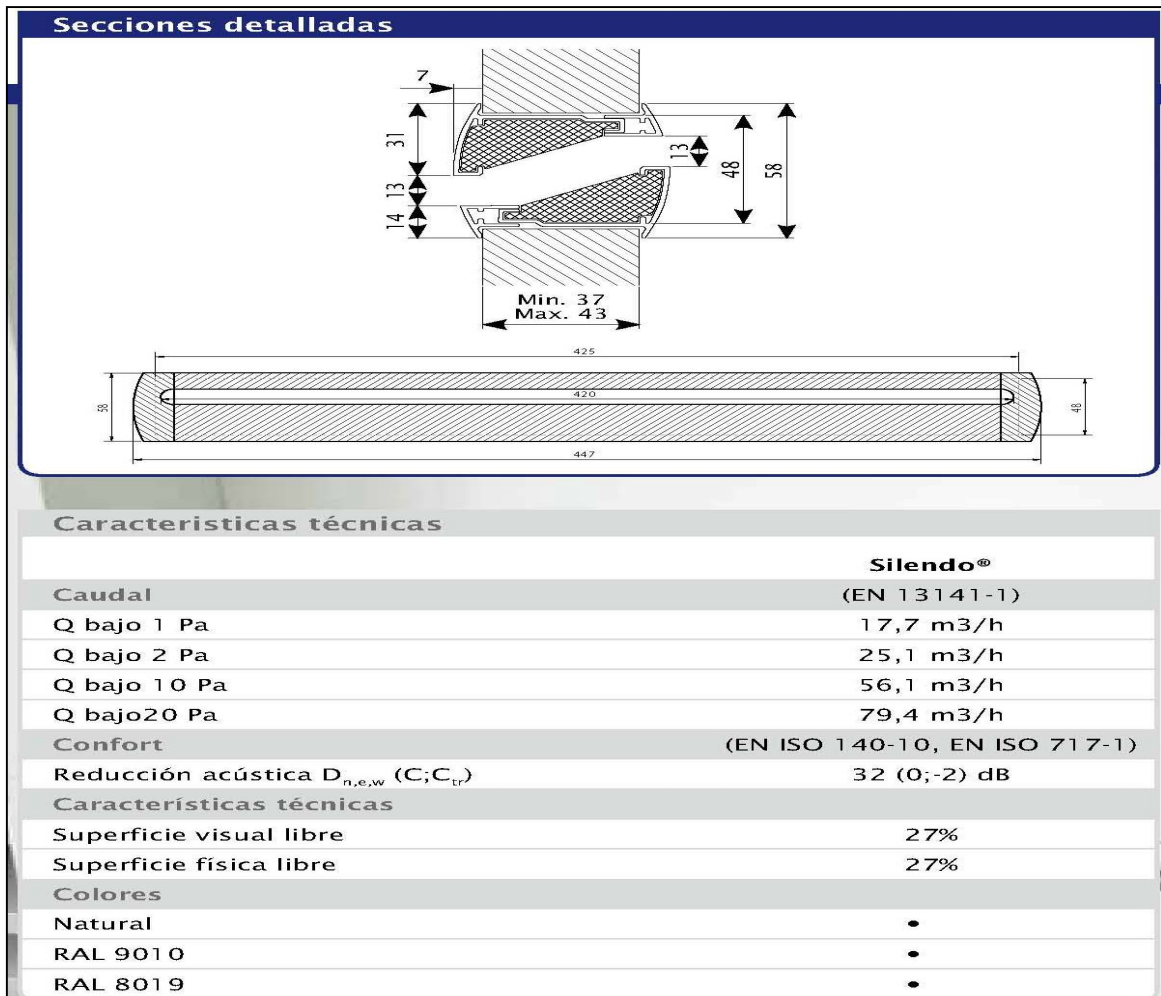 Secciones detalladas
7
31
13
14
13
48
58
Min. 37
Max. 43
425
420
58
48
447
Caracteristicas técnicas
Silendo®
Caudal (EN 13141-1)
Q bajo 1 Pa 17,7 m3/h
Q bajo 2 Pa 25,1 m3/h
Q bajo 10 Pa 56,1 m3/h
Q bajo20 Pa 79,4 m3/h
Confort (EN ISO 140-10, EN ISO 717-1)
Reducción acústica Dn,e,w (C;Ctr) 32 (0;-2) dB
Características técnicas
Superficie visual libre 27%
Superficie física libre 27%
Colores
Natural •
RAL 9010 •
RAL 8019 •